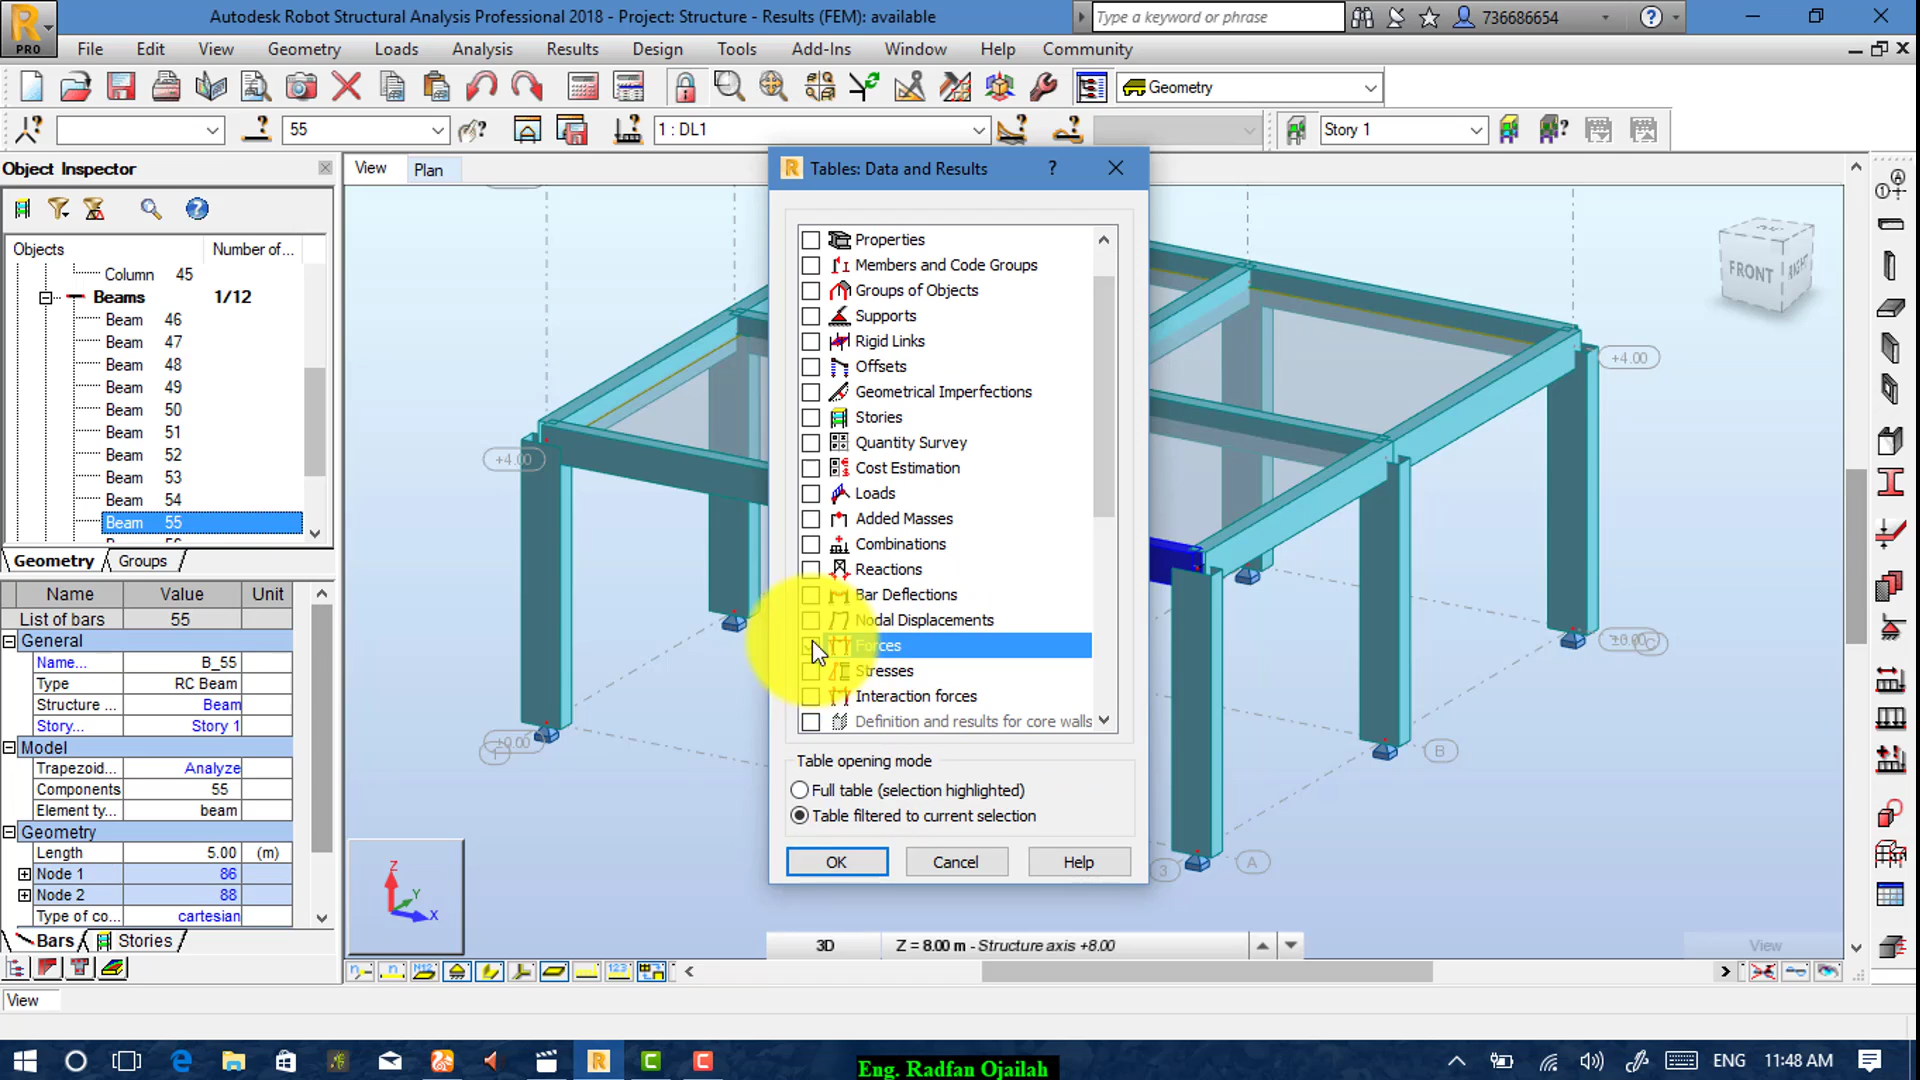 Autodesk Robot Structural Analysis Professional 2018 - Project: Structure - Results (FEM): available
Type a keyword or phrase
736686654
PRO
File Edit View Geometry Loads Analysis Results Design Tools Add-Ins Window Help Community
Geometry
55
1 : DL1
Story 1
Object Inspector
View
Plan
Objects
Number of...
Column 45
Beams 1/12
Beam 46
Beam 47
Beam 48
Beam 49
Beam 50
Beam 51
Beam 52
Beam 53
Beam 54
Beam 55
Geometry
Groups
Name Value Unit
List of bars 55
General
Name... B_55
Type RC Beam
Structure ... Beam
Story... Story 1
Model
Trapezoid... Analyze
Components 55
Element ty... beam
Geometry
Length 5.00 (m)
Node 1 86
Node 2 88
Type of co... cartesian
Bars
Stories
Tables: Data and Results
Properties
Members and Code Groups
Groups of Objects
Supports
Rigid Links
Offsets
Geometrical Imperfections
Stories
Quantity Survey
Cost Estimation
Loads
Added Masses
Combinations
Reactions
Bar Deflections
Nodal Displacements
Forces
Stresses
Interaction forces
Definition and results for core walls
Table opening mode
Full table (selection highlighted)
Table filtered to current selection
OK
Cancel
Help
+4.00
+4.00
±0.00
±0.00
C
B
A
3
FRONT
RIGHT
Z
Y
X
3D
Z = 8.00 m - Structure axis +8.00
View
View
ENG
11:48 AM
Eng. Radfan Ojailah